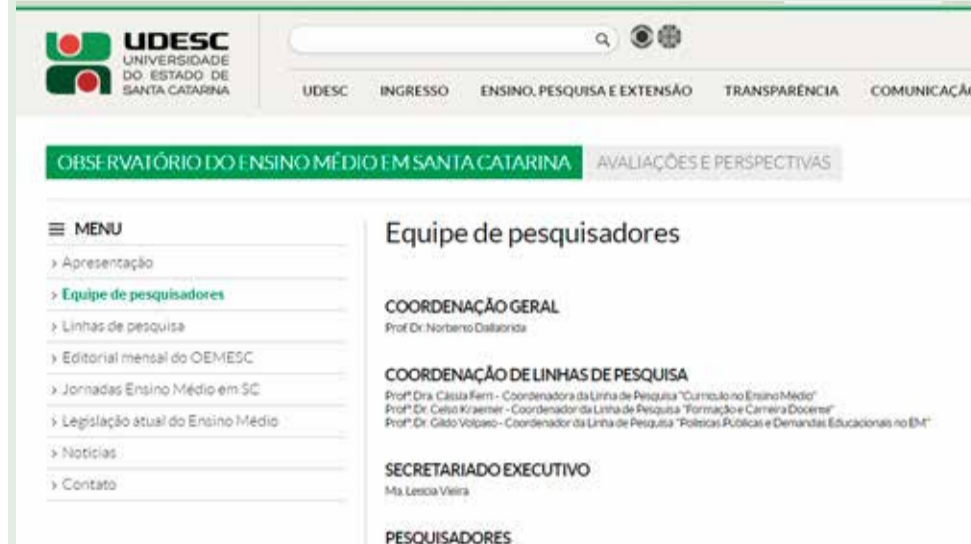 UDESC
UNIVERSIDADE
DO ESTADO DE
SANTA CATARINA
UDESC INGRESSO ENSINO, PESQUISA E EXTENSÃO TRANSPARÊNCIA COMUNICAÇÃ
OBSERVATÓRIO DO ENSINO MÉDIO EM SANTA CATARINA AVALIAÇÕES E PERSPECTIVAS
MENU
Apresentação
Equipe de pesquisadores
Linhas de pesquisa
Editorial mensal do OEMESC
Jornadas Ensino Médio em SC
Legislação atual do Ensino Médio
Notícias
Contato
Equipe de pesquisadores
COORDENAÇÃO GERAL
Prof. Dr. Norberto Dallabrida
COORDENAÇÃO DE LINHAS DE PESQUISA
Profª. Dra. Cássia Ferri - Coordenadora da Linha de Pesquisa "Currículo no Ensino Médio"
Profª. Dr. Celso Kraemer - Coordenador da Linha de Pesquisa "Formação e Carreira Docente"
Profª. Dr. Gildo Volpato - Coordenador da Linha de Pesquisa "Políticas Públicas e Demandas Educacionais no EM"
SECRETARIADO EXECUTIVO
Ma. Vieira
PESQUISADORES